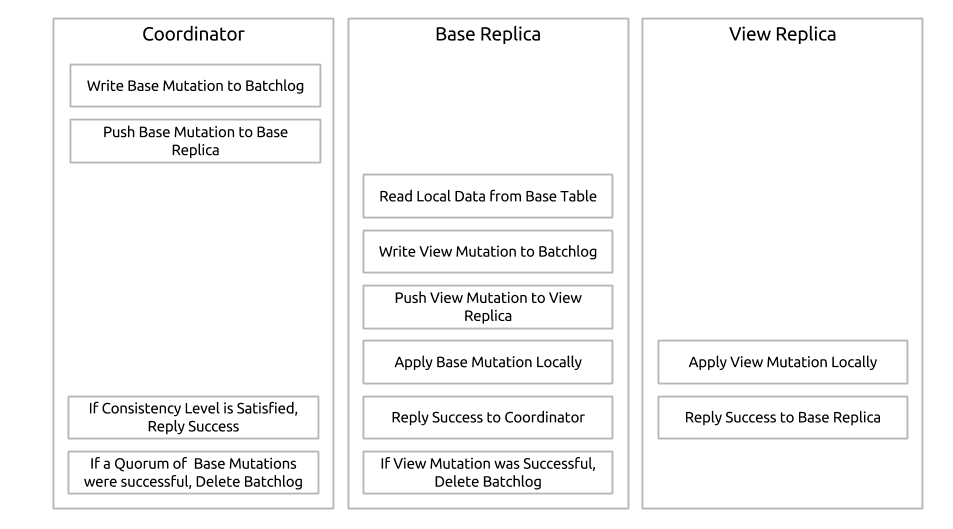 Coordinator
Write Base Mutation to Batchlog
Push Base Mutation to Base
Replica
If Consistency Level is Satisfied,
Reply Success
If a Quorum of Base Mutations
were successful, Delete Batchlog
Base Replica
Read Local Data from Base Table
Write View Mutation to Batchlog
Push View Mutation to View
Replica
Apply Base Mutation Locally
Reply Success to Coordinator
If View Mutation was Successful,
Delete Batchlog
View Replica
Apply View Mutation Locally
Reply Success to Base Replica